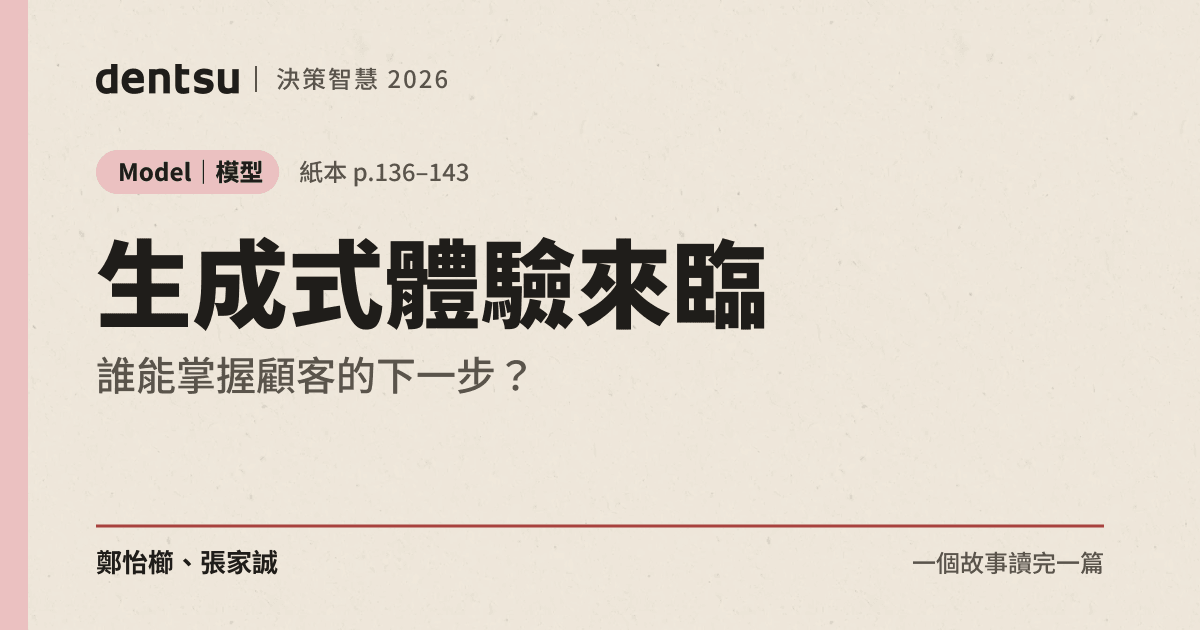 dentsu｜決策智慧 2026
Model｜模型 紙本 p.136–143
生成式體驗來臨
誰能掌握顧客的下一步？
鄭怡櫛、張家誠
一個故事讀完一篇